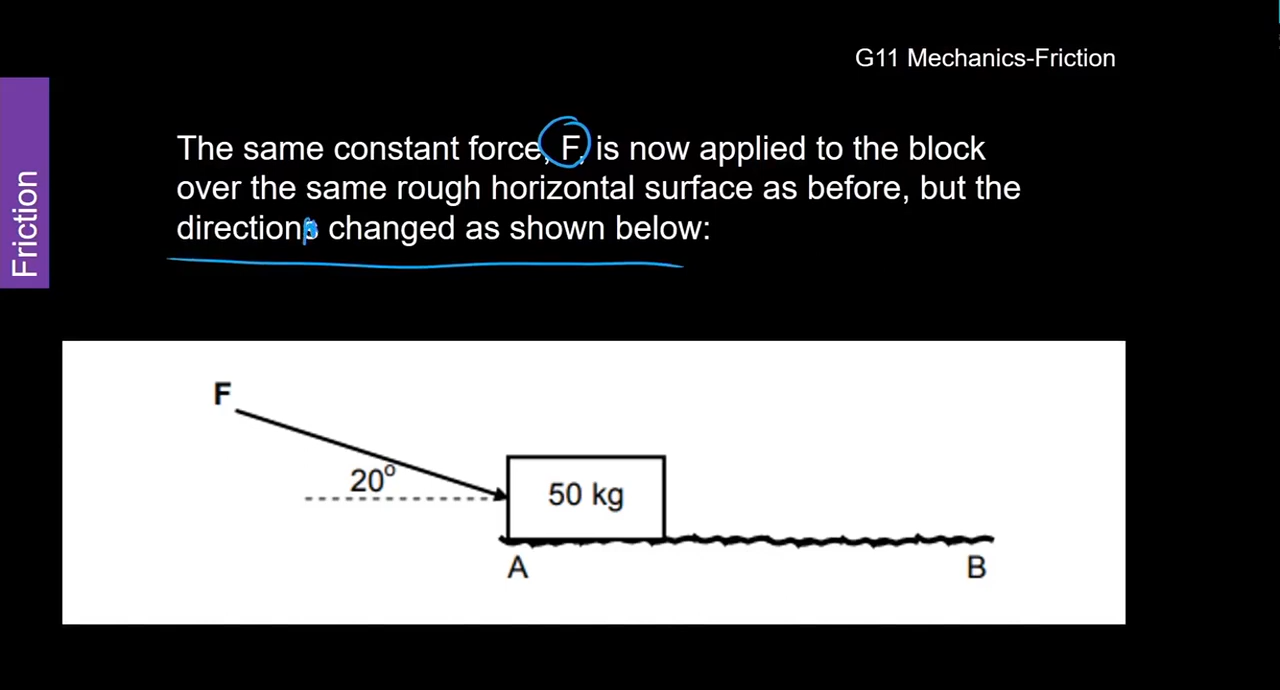 G11 Mechanics-Friction
Friction
The same constant force, F, is now applied to the block
over the same rough horizontal surface as before, but the
directions changed as shown below:
F
20°
50 kg
A
B